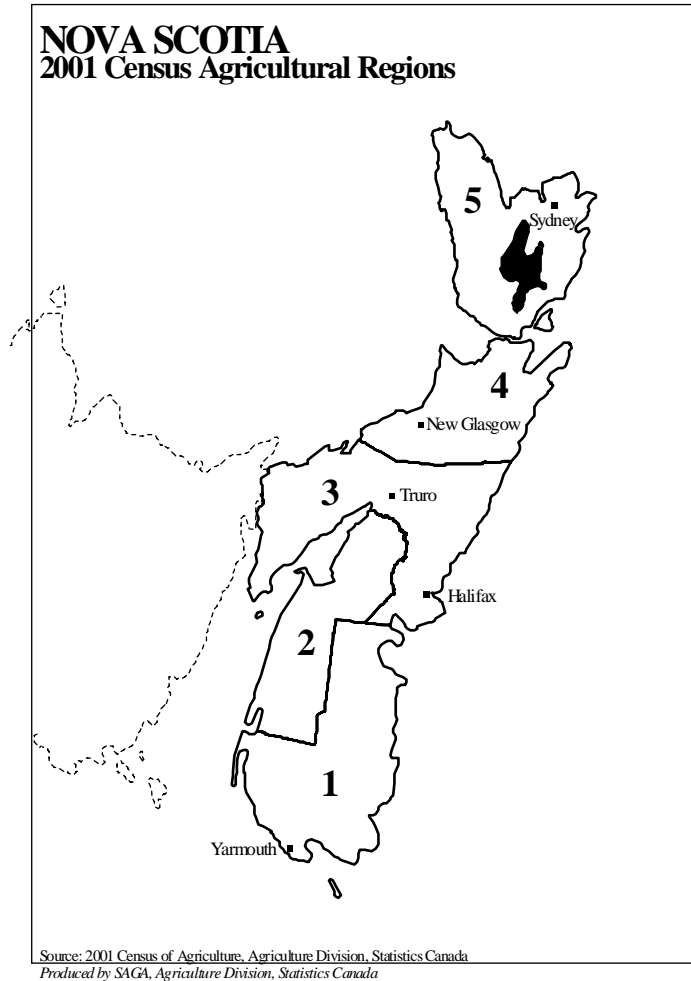 NOVA SCOTIA
2001 Census Agricultural Regions
5
Sydney
4
New Glasgow
3
Truro
Halifax
2
1
Yarmouth
Source: 2001 Census of Agriculture, Agriculture Division, Statistics Canada
Produced by SAGA, Agriculture Division, Statistics Canada